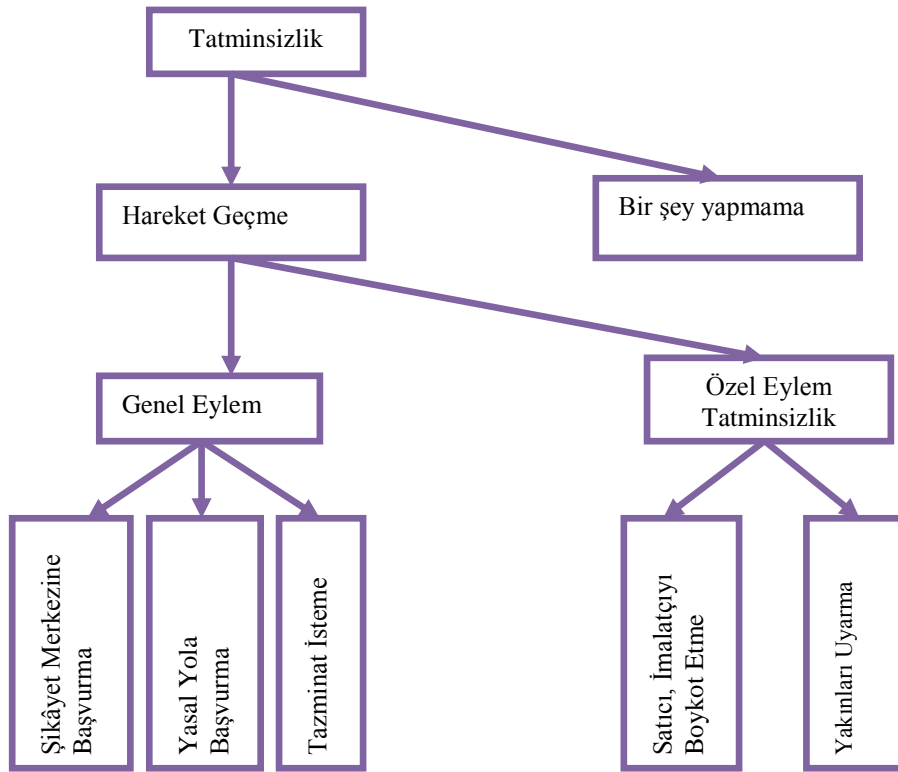 Tatminsizlik
Hareket Geçme
Bir şey yapmama
Genel Eylem
Özel Eylem
Tatminsizlik
Şikâyet Merkezine
Başvurma
Yasal Yola
Başvurma
Tazminat İsteme
Satıcı, İmalatçıyı
Boykot Etme
Yakınları Uyarma